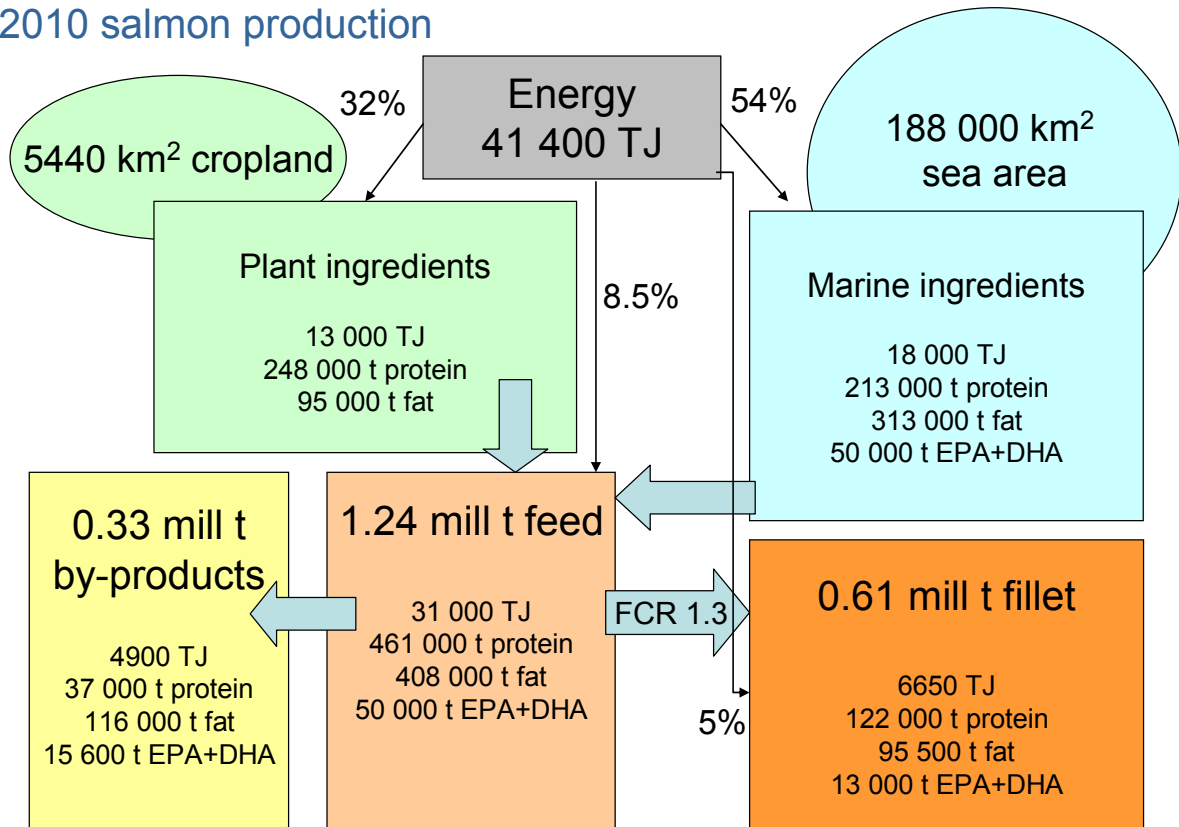 2010 salmon production
32%
Energy
41 400 TJ
54%
5440 km² cropland
188 000 km²
sea area
Plant ingredients
13 000 TJ
248 000 t protein
95 000 t fat
8.5%
Marine ingredients
18 000 TJ
213 000 t protein
313 000 t fat
50 000 t EPA+DHA
0.33 mill t
by-products
4900 TJ
37 000 t protein
116 000 t fat
15 600 t EPA+DHA
1.24 mill t feed
31 000 TJ
461 000 t protein
408 000 t fat
50 000 t EPA+DHA
FCR 1.3
5%
0.61 mill t fillet
6650 TJ
122 000 t protein
95 500 t fat
13 000 t EPA+DHA